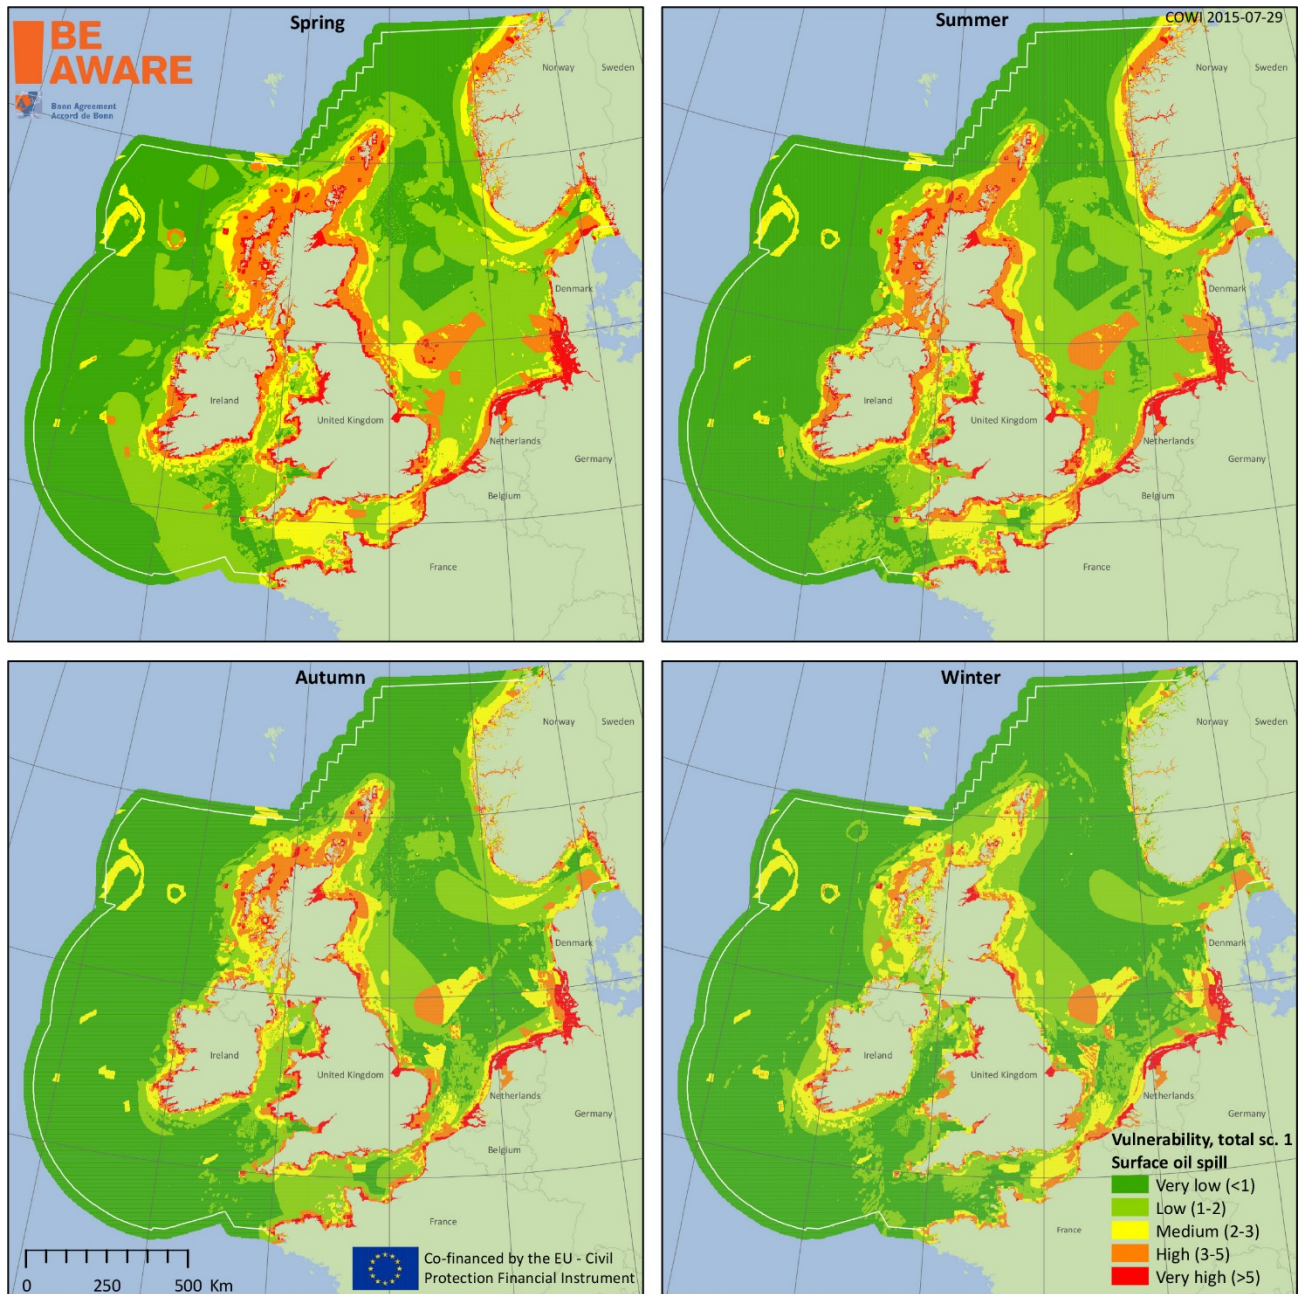 Spring
BE
AWARE
Bonn Agreement
Accord de Bonn
Norway
Sweden
Denmark
Ireland
United Kingdom
Netherlands
Germany
Belgium
France
Summer
COWI 2015-07-29
Norway
Sweden
Denmark
Ireland
United Kingdom
Netherlands
Germany
Belgium
France
Autumn
Norway
Sweden
Denmark
Ireland
United Kingdom
Netherlands
Germany
Belgium
France
0 250 500 Km
Co-financed by the EU - Civil
Protection Financial Instrument
Winter
Norway
Sweden
Denmark
Ireland
United Kingdom
Netherlands
Germany
Belgium
France
Vulnerability, total sc. 1
Surface oil spill
Very low (<1)
Low (1-2)
Medium (2-3)
High (3-5)
Very high (>5)